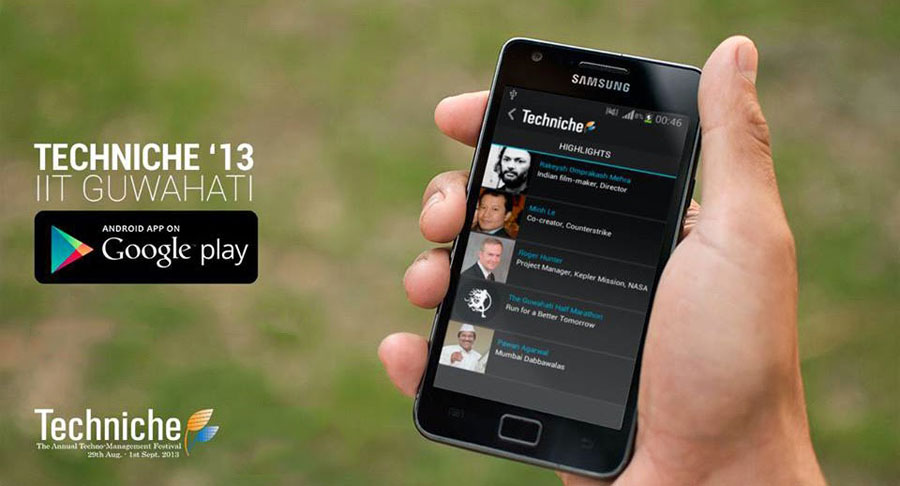 TECHNICHE ‘13
IIT GUWAHATI
ANDROID APP ON
Google play
Techniche
The Annual Techno-Management Festival
29th Aug. - 1st Sept. 2013
SAMSUNG
00:46
Techniche
HIGHLIGHTS
Rakeysh Omprakash Mehra
Indian film-maker, Director
Minh Le
Co-creator, Counterstrike
Roger Hunter
Project Manager, Kepler Mission, NASA
The Guwahati Half Marathon
Run for a Better Tomorrow
Pawan Agarwal
Mumbai Dabbawalas